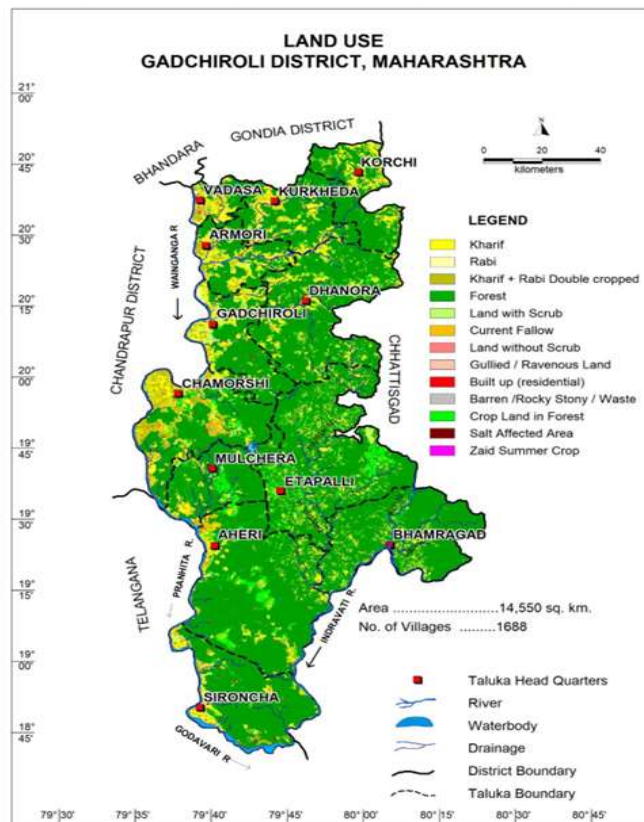 LAND USE
GADCHIROLI DISTRICT, MAHARASHTRA
21°
00"
20°
45"
20°
30"
20°
15"
20°
00"
19°
45"
19°
30"
19°
15"
19°
00"
18°
45"
BHANDARA
GONDIA DISTRICT
N
0 20 40
kilometers
KORCHI
VADASA
KURKHEDA
ARMORI
WAINGANGA R
DHANORA
GADCHIROLI
CHANDRAPUR DISTRICT
CHHATTISGAD
CHAMORSHI
MULCHERA
ETAPALLI
AHERI
BHAMRAGAD
PRANHITA R.
TELANGANA
INDRAVATI R.
SIRONCHA
GODAVARI R
LEGEND
Kharif
Rabi
Kharif + Rabi Double cropped
Forest
Land with Scrub
Current Fallow
Land without Scrub
Gullied / Ravenous Land
Built up (residential)
Barren /Rocky Stony / Waste
Crop Land in Forest
Salt Affected Area
Zaid Summer Crop
Area ..........................14,550 sq. km.
No. of Villages .........1688
Taluka Head Quarters
River
Waterbody
Drainage
District Boundary
Taluka Boundary
79°30" 79°15" 79°40" 79°45" 80°00" 80°15" 80°30" 80°45"